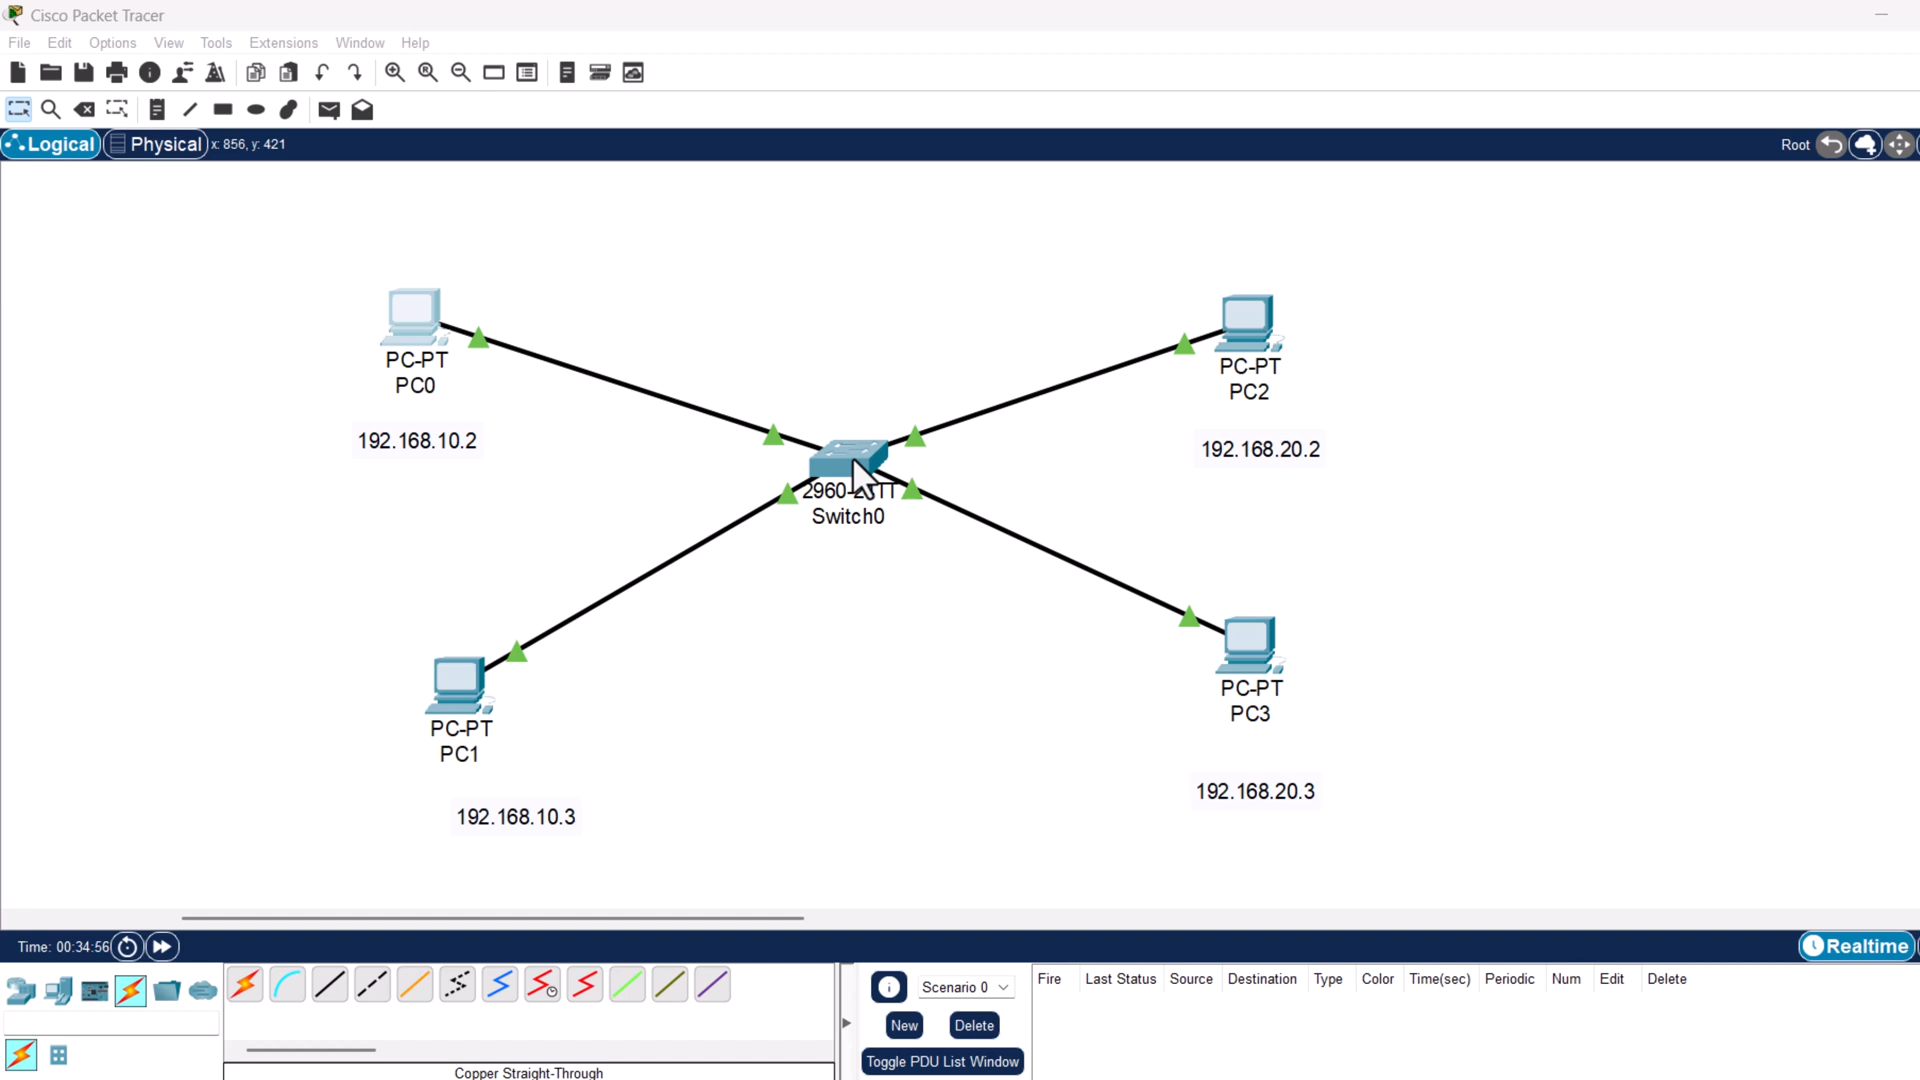 Cisco Packet Tracer
File Edit Options View Tools Extensions Window Help
Logical Physical x: 856, y: 421 Root
PC-PT
PC0
192.168.10.2
PC-PT
PC2
192.168.20.2
Switch0
PC-PT
PC1
192.168.10.3
PC-PT
PC3
192.168.20.3
Time: 00:34:56 Realtime
Scenario 0
New Delete
Toggle PDU List Window
Fire Last Status Source Destination Type Color Time(sec) Periodic Num Edit Delete
Copper Straight-Through